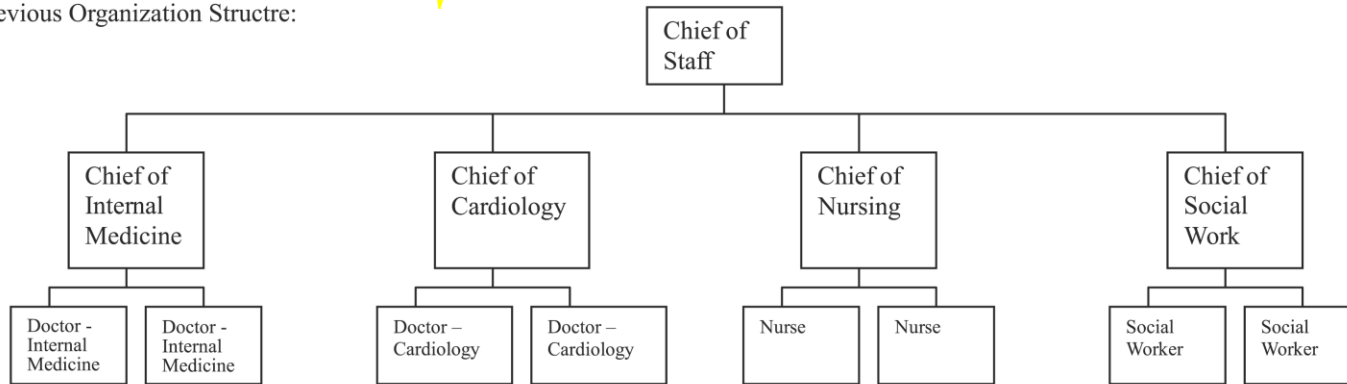 evious Organization Structre:
Chief of
Staff
Chief of
Internal
Medicine
Chief of
Cardiology
Chief of
Nursing
Chief of
Social
Work
Doctor -
Internal
Medicine
Doctor -
Internal
Medicine
Doctor –
Cardiology
Doctor –
Cardiology
Nurse
Nurse
Social
Worker
Social
Worker